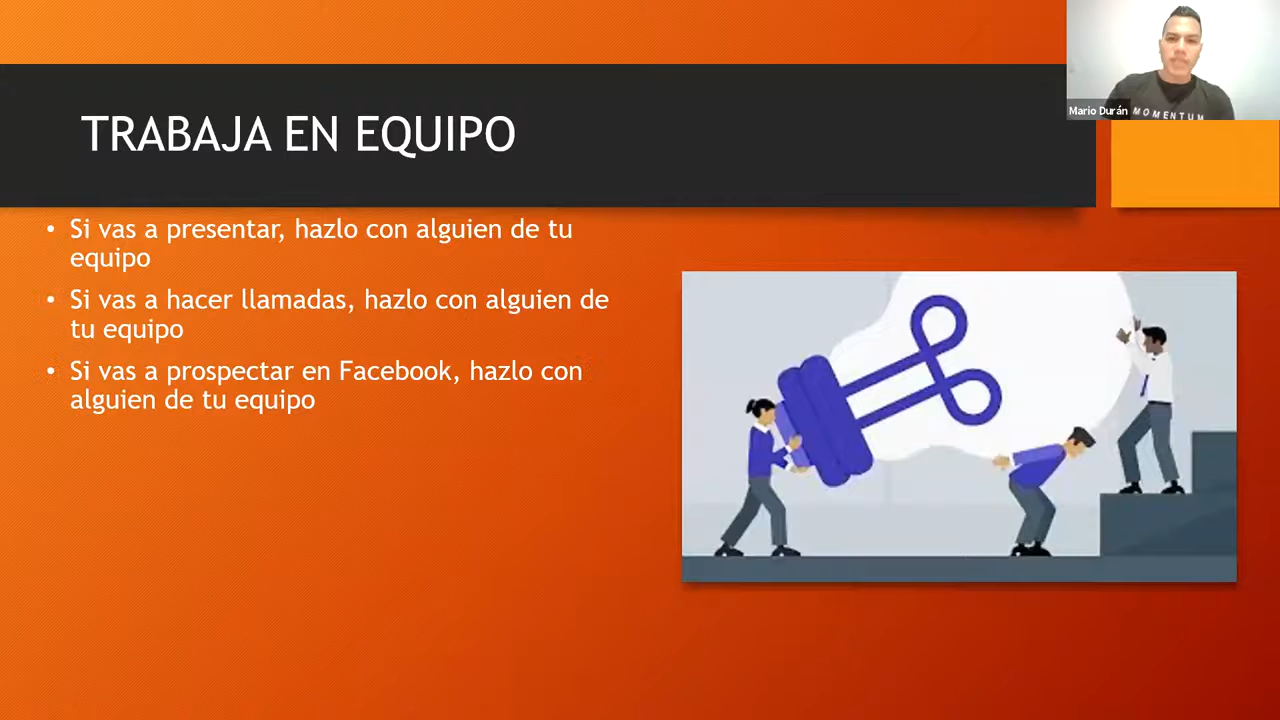 TRABAJA EN EQUIPO
Mario Durán
MOMENTUM
• Si vas a presentar, hazlo con alguien de tu
equipo
• Si vas a hacer llamadas, hazlo con alguien de
tu equipo
• Si vas a prospectar en Facebook, hazlo con
alguien de tu equipo